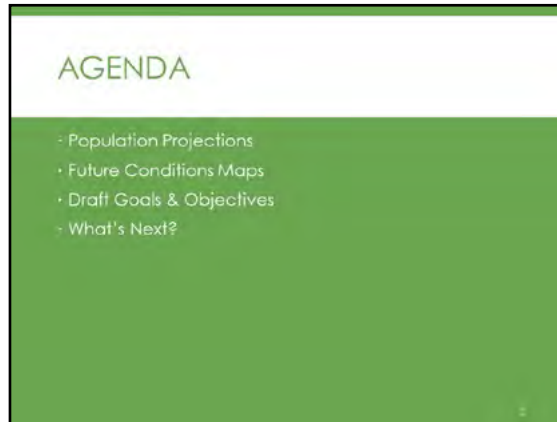 AGENDA
· Population Projections
· Future Conditions Maps
· Draft Goals & Objectives
· What's Next?